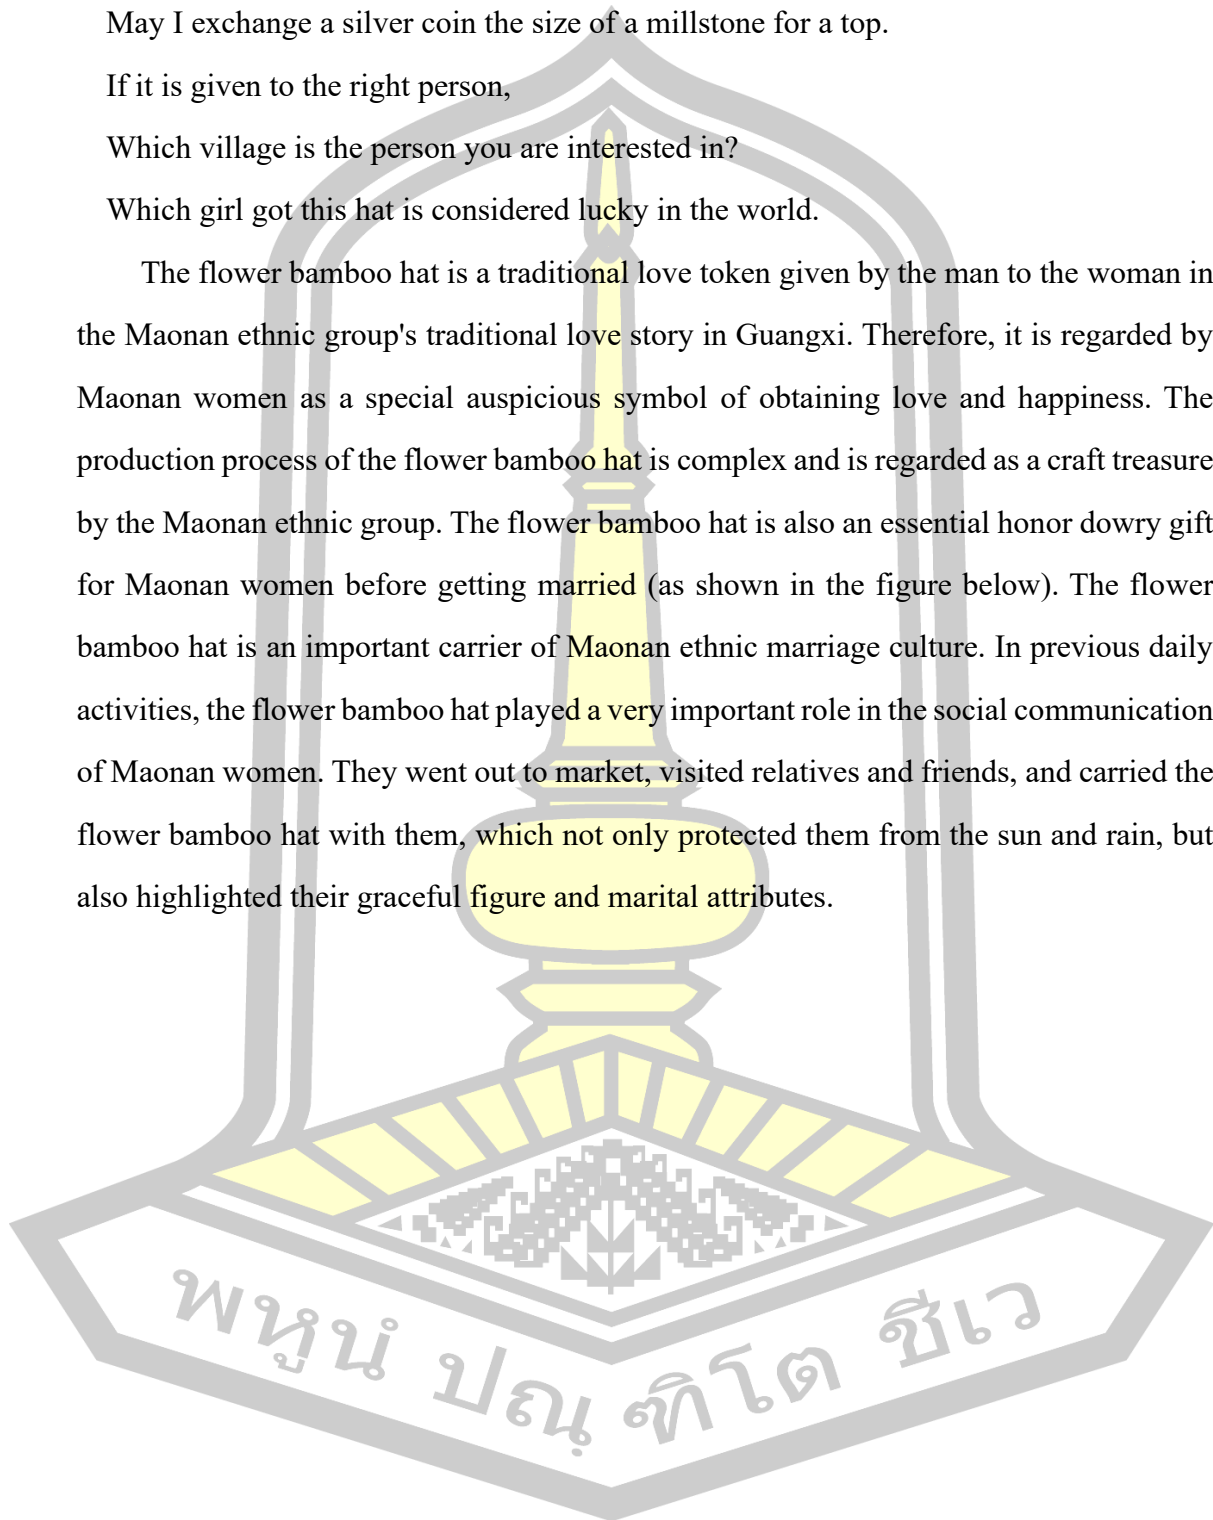 May I exchange a silver coin the size of a millstone for a top.
If it is given to the right person,
Which village is the person you are interested in?
Which girl got this hat is considered lucky in the world.
The flower bamboo hat is a traditional love token given by the man to the woman in
the Maonan ethnic group's traditional love story in Guangxi. Therefore, it is regarded by
Maonan women as a special auspicious symbol of obtaining love and happiness. The
production process of the flower bamboo hat is complex and is regarded as a craft treasure
by the Maonan ethnic group. The flower bamboo hat is also an essential honor dowry gift
for Maonan women before getting married (as shown in the figure below). The flower
bamboo hat is an important carrier of Maonan ethnic marriage culture. In previous daily
activities, the flower bamboo hat played a very important role in the social communication
of Maonan women. They went out to market, visited relatives and friends, and carried the
flower bamboo hat with them, which not only protected them from the sun and rain, but
also highlighted their graceful figure and marital attributes.
พหูนํ ปณฺฑิโต ชีเว